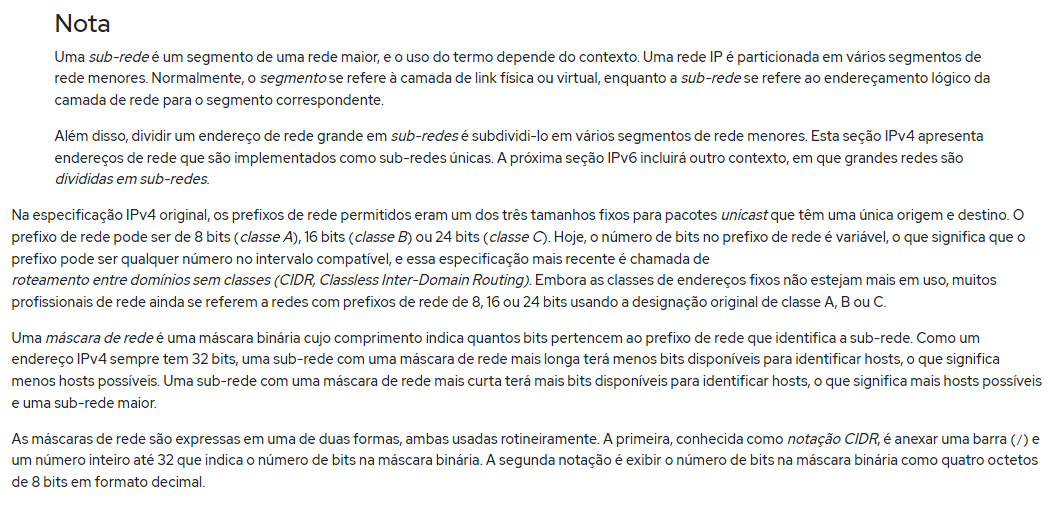 Nota
Uma sub-rede é um segmento de uma rede maior, e o uso do termo depende do contexto. Uma rede IP é particionada em vários segmentos de
rede menores. Normalmente, o segmento se refere à camada de link física ou virtual, enquanto a sub-rede se refere ao endereçamento lógico da
camada de rede para o segmento correspondente.
Além disso, dividir um endereço de rede grande em sub-redes é subdividi-lo em vários segmentos de rede menores. Esta seção IPv4 apresenta
endereços de rede que são implementados como sub-redes únicas. A próxima seção IPv6 incluirá outro contexto, em que grandes redes são
divididas em sub-redes.
Na especificação IPv4 original, os prefixos de rede permitidos eram um dos três tamanhos fixos para pacotes unicast que têm uma única origem e destino. O
prefixo de rede pode ser de 8 bits (classe A), 16 bits (classe B) ou 24 bits (classe C). Hoje, o número de bits no prefixo de rede é variável, o que significa que o
prefixo pode ser qualquer número no intervalo compatível, e essa especificação mais recente é chamada de
roteamento entre domínios sem classes (CIDR, Classless Inter-Domain Routing). Embora as classes de endereços fixos não estejam mais em uso, muitos
profissionais de rede ainda se referem a redes com prefixos de rede de 8, 16 ou 24 bits usando a designação original de classe A, B ou C.
Uma máscara de rede é uma máscara binária cujo comprimento indica quantos bits pertencem ao prefixo de rede que identifica a sub-rede. Como um
endereço IPv4 sempre tem 32 bits, uma sub-rede com uma máscara de rede mais longa terá menos bits disponíveis para identificar hosts, o que significa
menos hosts possíveis. Uma sub-rede com uma máscara de rede mais curta terá mais bits disponíveis para identificar hosts, o que significa mais hosts possíveis
e uma sub-rede maior.
As máscaras de rede são expressas em uma de duas formas, ambas usadas rotineiramente. A primeira, conhecida como notação CIDR, é anexar uma barra (/) e
um número inteiro até 32 que indica o número de bits na máscara binária. A segunda notação é exibir o número de bits na máscara binária como quatro octetos
de 8 bits em formato decimal.